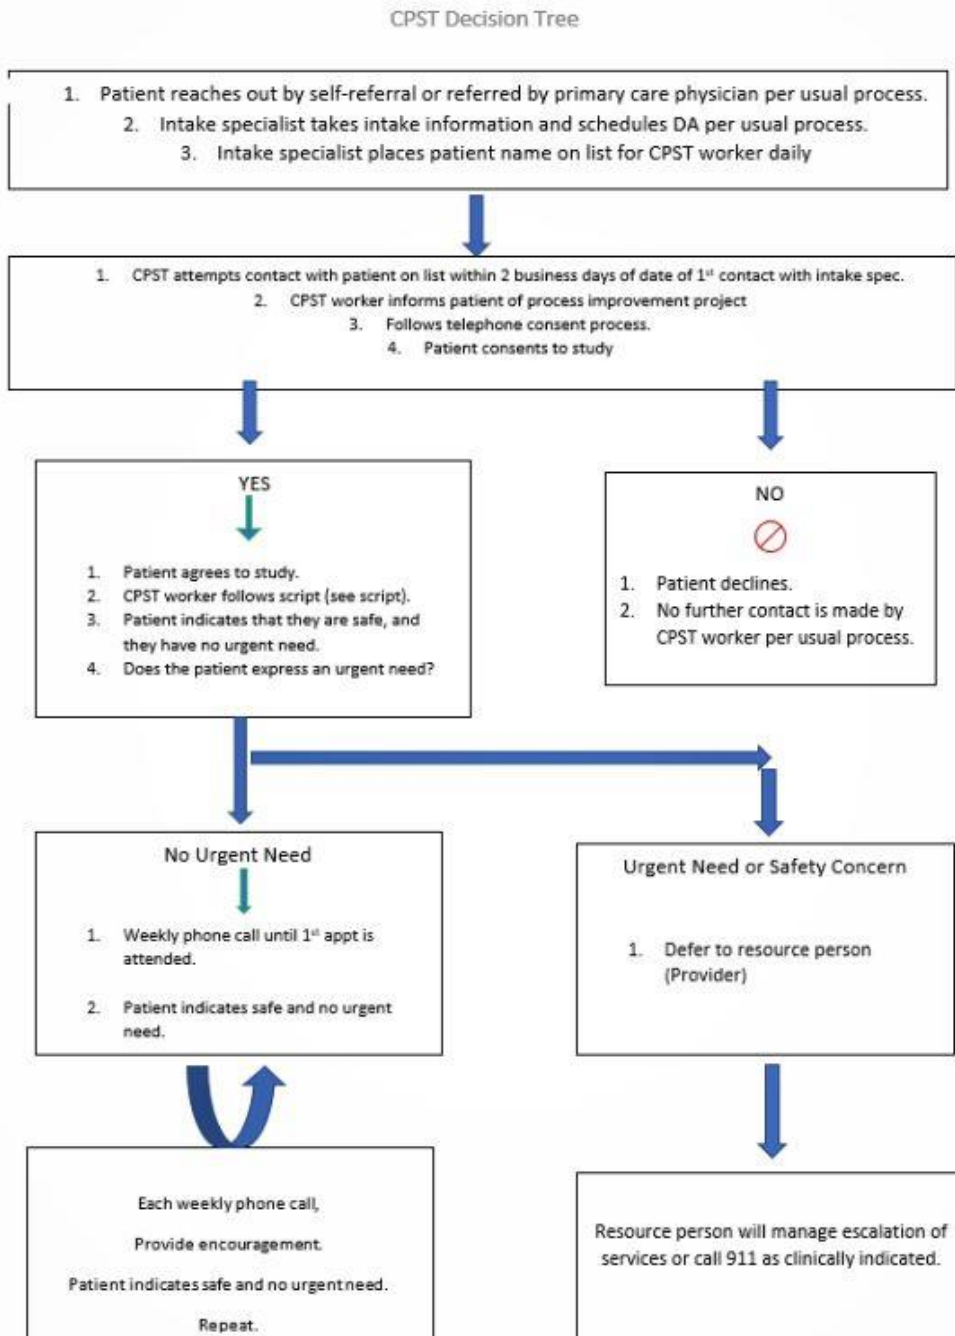 CPST Decision Tree
1. Patient reaches out by self-referral or referred by primary care physician per usual process.
2. Intake specialist takes intake information and schedules DA per usual process.
3. Intake specialist places patient name on list for CPST worker daily
1. CPST attempts contact with patient on list within 2 business days of date of 1st contact with intake spec.
2. CPST worker informs patient of process improvement project
3. Follows telephone consent process.
4. Patient consents to study
YES
1. Patient agrees to study.
2. CPST worker follows script (see script).
3. Patient indicates that they are safe, and
they have no urgent need.
4. Does the patient express an urgent need?
NO
1. Patient declines.
2. No further contact is made by
CPST worker per usual process.
No Urgent Need
1. Weekly phone call until 1st appt is
attended.
2. Patient indicates safe and no urgent
need.
Urgent Need or Safety Concern
1. Defer to resource person
(Provider)
Each weekly phone call,
Provide encouragement.
Patient indicates safe and no urgent need.
Repeat.
Resource person will manage escalation of
services or call 911 as clinically indicated.